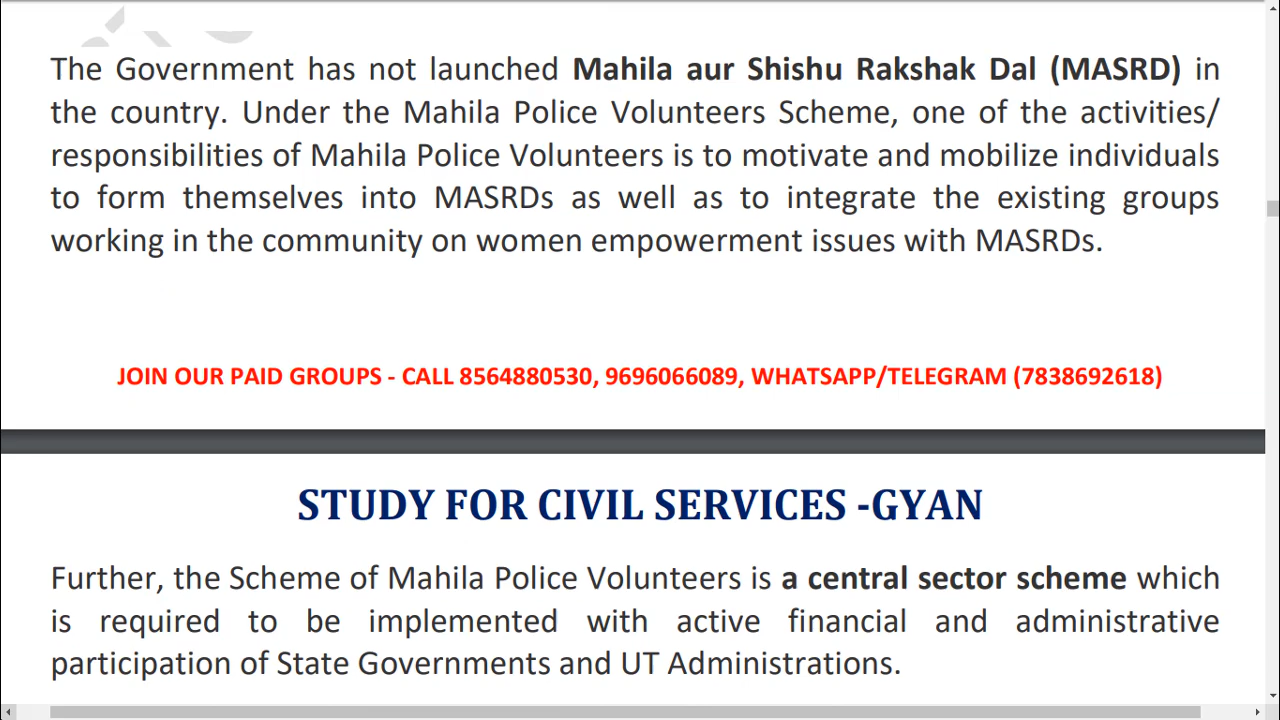 The Government has not launched Mahila aur Shishu Rakshak Dal (MASRD) in
the country. Under the Mahila Police Volunteers Scheme, one of the activities/
responsibilities of Mahila Police Volunteers is to motivate and mobilize individuals
to form themselves into MASRDs as well as to integrate the existing groups
working in the community on women empowerment issues with MASRDs.
JOIN OUR PAID GROUPS - CALL 8564880530, 9696066089, WHATSAPP/TELEGRAM (7838692618)
STUDY FOR CIVIL SERVICES -GYAN
Further, the Scheme of Mahila Police Volunteers is a central sector scheme which
is required to be implemented with active financial and administrative
participation of State Governments and UT Administrations.